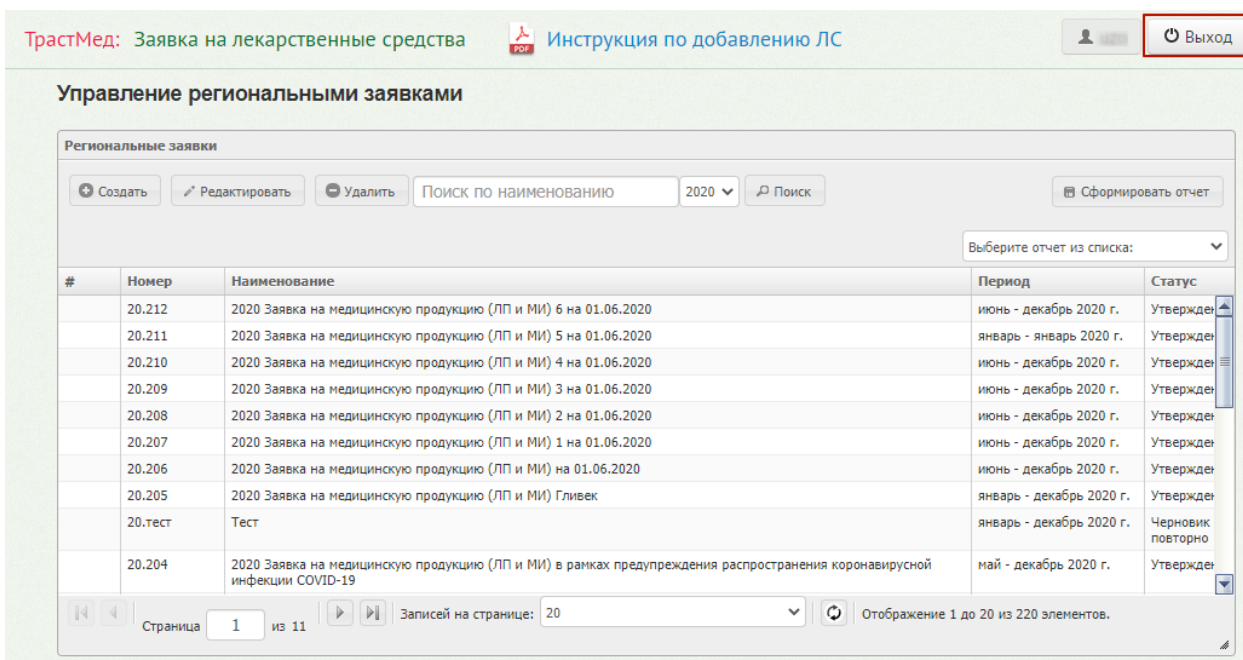 ТрастМед: Заявка на лекарственные средства PDF Инструкция по добавлению ЛС Выход
Управление региональными заявками
Региональные заявки
Создать Редактировать Удалить Поиск по наименованию 2020 Поиск Сформировать отчет
Выберите отчет из списка:
# Номер Наименование Период Статус
20.212 2020 Заявка на медицинскую продукцию (ЛП и МИ) 6 на 01.06.2020 июнь - декабрь 2020 г. Утвержден
20.211 2020 Заявка на медицинскую продукцию (ЛП и МИ) 5 на 01.06.2020 январь - январь 2020 г. Утвержден
20.210 2020 Заявка на медицинскую продукцию (ЛП и МИ) 4 на 01.06.2020 июнь - декабрь 2020 г. Утвержден
20.209 2020 Заявка на медицинскую продукцию (ЛП и МИ) 3 на 01.06.2020 июнь - декабрь 2020 г. Утвержден
20.208 2020 Заявка на медицинскую продукцию (ЛП и МИ) 2 на 01.06.2020 июнь - декабрь 2020 г. Утвержден
20.207 2020 Заявка на медицинскую продукцию (ЛП и МИ) 1 на 01.06.2020 июнь - декабрь 2020 г. Утвержден
20.206 2020 Заявка на медицинскую продукцию (ЛП и МИ) на 01.06.2020 июнь - декабрь 2020 г. Утвержден
20.205 2020 Заявка на медицинскую продукцию (ЛП и МИ) Гливек январь - декабрь 2020 г. Утвержден
20.тест Тест январь - декабрь 2020 г. Черновик
повторно
20.204 2020 Заявка на медицинскую продукцию (ЛП и МИ) в рамках предупреждения распространения коронавирусной май - декабрь 2020 г. Утвержден
инфекции COVID-19
Страница 1 из 11 Записей на странице: 20 Отображение 1 до 20 из 220 элементов.